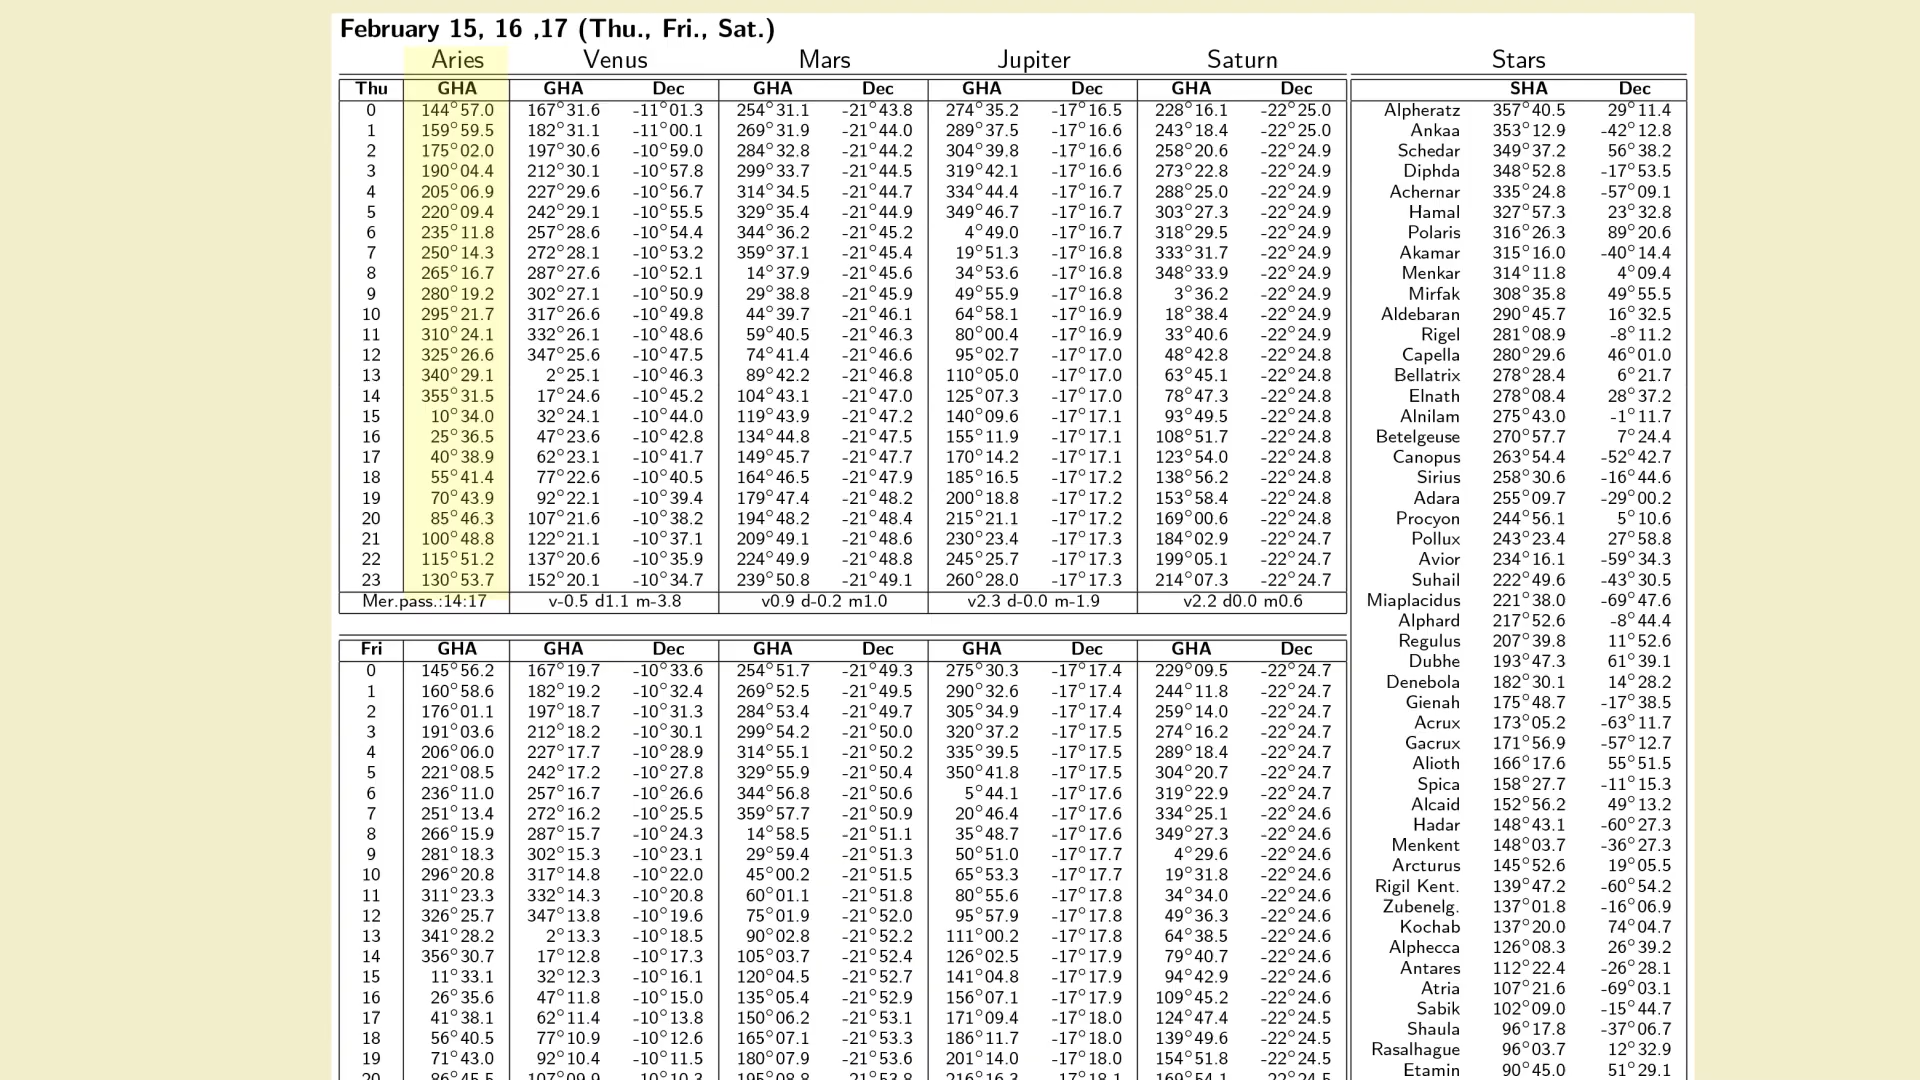 February 15, 16 ,17 (Thu., Fri., Sat.)
Aries Venus Mars Jupiter Saturn Stars
Thu GHA GHA Dec GHA Dec GHA Dec GHA Dec SHA Dec
0 144°57.0 167°31.6 -11°01.3 254°31.1 -21°43.8 274°35.2 -17°16.5 228°16.1 -22°25.0 Alpheratz 357°40.5 29°11.4
1 159°59.5 182°31.1 -11°00.1 269°31.9 -21°44.0 289°37.5 -17°16.6 243°18.4 -22°25.0 Ankaa 353°12.9 -42°12.8
2 175°02.0 197°30.6 -10°59.0 284°32.8 -21°44.2 304°39.8 -17°16.6 258°20.6 -22°24.9 Schedar 349°37.2 56°38.2
3 190°04.4 212°30.1 -10°57.8 299°33.7 -21°44.5 319°42.1 -17°16.6 273°22.8 -22°24.9 Diphda 348°52.8 -17°53.5
4 205°06.9 227°29.6 -10°56.7 314°34.5 -21°44.7 334°44.4 -17°16.7 288°25.0 -22°24.9 Achernar 335°24.8 -57°09.1
5 220°09.4 242°29.1 -10°55.5 329°35.4 -21°44.9 349°46.7 -17°16.7 303°27.3 -22°24.9 Hamal 327°57.3 23°32.8
6 235°11.8 257°28.6 -10°54.4 344°36.2 -21°45.2 4°49.0 -17°16.7 318°29.5 -22°24.9 Polaris 316°26.3 89°20.6
7 250°14.3 272°28.1 -10°53.2 359°37.1 -21°45.4 19°51.3 -17°16.8 333°31.7 -22°24.9 Akamar 315°16.0 -40°14.4
8 265°16.7 287°27.6 -10°52.1 14°37.9 -21°45.6 34°53.6 -17°16.8 348°33.9 -22°24.9 Menkar 314°11.8 4°09.4
9 280°19.2 302°27.1 -10°50.9 29°38.8 -21°45.9 49°55.9 -17°16.8 3°36.2 -22°24.9 Mirfak 308°35.8 49°55.5
10 295°21.7 317°26.6 -10°49.8 44°39.7 -21°46.1 64°58.1 -17°16.9 18°38.4 -22°24.9 Aldebaran 290°45.7 16°32.5
11 310°24.1 332°26.1 -10°48.6 59°40.5 -21°46.3 80°00.4 -17°16.9 33°40.6 -22°24.9 Rigel 281°08.9 -8°11.2
12 325°26.6 347°25.6 -10°47.5 74°41.4 -21°46.6 95°02.7 -17°17.0 48°42.8 -22°24.8 Capella 280°29.6 46°01.0
13 340°29.1 2°25.1 -10°46.3 89°42.2 -21°46.8 110°05.0 -17°17.0 63°45.1 -22°24.8 Bellatrix 278°28.4 6°21.7
14 355°31.5 17°24.6 -10°45.2 104°43.1 -21°47.0 125°07.3 -17°17.0 78°47.3 -22°24.8 Elnath 278°08.4 28°37.2
15 10°34.0 32°24.1 -10°44.0 119°43.9 -21°47.2 140°09.6 -17°17.1 93°49.5 -22°24.8 Alnilam 275°43.0 -1°11.7
16 25°36.5 47°23.6 -10°42.8 134°44.8 -21°47.5 155°11.9 -17°17.1 108°51.7 -22°24.8 Betelgeuse 270°57.7 7°24.4
17 40°38.9 62°23.1 -10°41.7 149°45.7 -21°47.7 170°14.2 -17°17.1 123°54.0 -22°24.8 Canopus 263°54.4 -52°42.7
18 55°41.4 77°22.6 -10°40.5 164°46.5 -21°47.9 185°16.5 -17°17.2 138°56.2 -22°24.8 Sirius 258°30.6 -16°44.6
19 70°43.9 92°22.1 -10°39.4 179°47.4 -21°48.2 200°18.8 -17°17.2 153°58.4 -22°24.8 Adara 255°09.7 -29°00.2
20 85°46.3 107°21.6 -10°38.2 194°48.2 -21°48.4 215°21.1 -17°17.2 169°00.6 -22°24.8 Procyon 244°56.1 5°10.6
21 100°48.8 122°21.1 -10°37.1 209°49.1 -21°48.6 230°23.4 -17°17.3 184°02.9 -22°24.7 Pollux 243°23.4 27°58.8
22 115°51.2 137°20.6 -10°35.9 224°49.9 -21°48.8 245°25.7 -17°17.3 199°05.1 -22°24.7 Avior 234°16.1 -59°34.3
23 130°53.7 152°20.1 -10°34.7 239°50.8 -21°49.1 260°28.0 -17°17.3 214°07.3 -22°24.7 Suhail 222°49.6 -43°30.5
Mer.pass.:14:17 v-0.5 d1.1 m-3.8 v0.9 d-0.2 m1.0 v2.3 d-0.0 m-1.9 v2.2 d0.0 m0.6 Miaplacidus 221°38.0 -69°47.6
Alphard 217°52.6 -8°44.4
Fri GHA GHA Dec GHA Dec GHA Dec GHA Dec Regulus 207°39.8 11°52.6
0 145°56.2 167°19.7 -10°33.6 254°51.7 -21°49.3 275°30.3 -17°17.4 229°09.5 -22°24.7 Dubhe 193°47.3 61°39.1
1 160°58.6 182°19.2 -10°32.4 269°52.5 -21°49.5 290°32.6 -17°17.4 244°11.8 -22°24.7 Denebola 182°30.1 14°28.2
2 176°01.1 197°18.7 -10°31.3 284°53.4 -21°49.7 305°34.9 -17°17.4 259°14.0 -22°24.7 Gienah 175°48.7 -17°38.5
3 191°03.6 212°18.2 -10°30.1 299°54.2 -21°50.0 320°37.2 -17°17.5 274°16.2 -22°24.7 Acrux 173°05.2 -63°11.7
4 206°06.0 227°17.7 -10°28.9 314°55.1 -21°50.2 335°39.5 -17°17.5 289°18.4 -22°24.7 Gacrux 171°56.9 -57°12.7
5 221°08.5 242°17.2 -10°27.8 329°55.9 -21°50.4 350°41.8 -17°17.5 304°20.7 -22°24.7 Alioth 166°17.6 55°51.5
6 236°11.0 257°16.7 -10°26.6 344°56.8 -21°50.6 5°44.1 -17°17.6 319°22.9 -22°24.7 Spica 158°27.7 -11°15.3
7 251°13.4 272°16.2 -10°25.5 359°57.7 -21°50.9 20°46.4 -17°17.6 334°25.1 -22°24.6 Alcaid 152°56.2 49°13.2
8 266°15.9 287°15.7 -10°24.3 14°58.5 -21°51.1 35°48.7 -17°17.6 349°27.3 -22°24.6 Hadar 148°43.1 -60°27.3
9 281°18.3 302°15.3 -10°23.1 29°59.4 -21°51.3 50°51.0 -17°17.7 4°29.6 -22°24.6 Menkent 148°03.7 -36°27.3
10 296°20.8 317°14.8 -10°22.0 45°00.2 -21°51.5 65°53.3 -17°17.7 19°31.8 -22°24.6 Arcturus 145°52.6 19°05.5
11 311°23.3 332°14.3 -10°20.8 60°01.1 -21°51.8 80°55.6 -17°17.8 34°34.0 -22°24.6 Rigil Kent. 139°47.2 -60°54.2
12 326°25.7 347°13.8 -10°19.6 75°01.9 -21°52.0 95°57.9 -17°17.8 49°36.3 -22°24.6 Zubenelg. 137°01.8 -16°06.9
13 341°28.2 2°13.3 -10°18.5 90°02.8 -21°52.2 111°00.2 -17°17.8 64°38.5 -22°24.6 Kochab 137°20.0 74°04.7
14 356°30.7 17°12.8 -10°17.3 105°03.7 -21°52.4 126°02.5 -17°17.9 79°40.7 -22°24.6 Alphecca 126°08.3 26°39.2
15 11°33.1 32°12.3 -10°16.1 120°04.5 -21°52.7 141°04.8 -17°17.9 94°42.9 -22°24.6 Antares 112°22.4 -26°28.1
16 26°35.6 47°11.8 -10°15.0 135°05.4 -21°52.9 156°07.1 -17°17.9 109°45.2 -22°24.6 Atria 107°21.6 -69°03.1
17 41°38.1 62°11.4 -10°13.8 150°06.2 -21°53.1 171°09.4 -17°18.0 124°47.4 -22°24.5 Sabik 102°09.0 -15°44.7
18 56°40.5 77°10.9 -10°12.6 165°07.1 -21°53.3 186°11.7 -17°18.0 139°49.6 -22°24.5 Shaula 96°17.8 -37°06.7
19 71°43.0 92°10.4 -10°11.5 180°07.9 -21°53.6 201°14.0 -17°18.0 154°51.8 -22°24.5 Rasalhague 96°03.7 12°32.9
Etamin 90°45.0 51°29.1